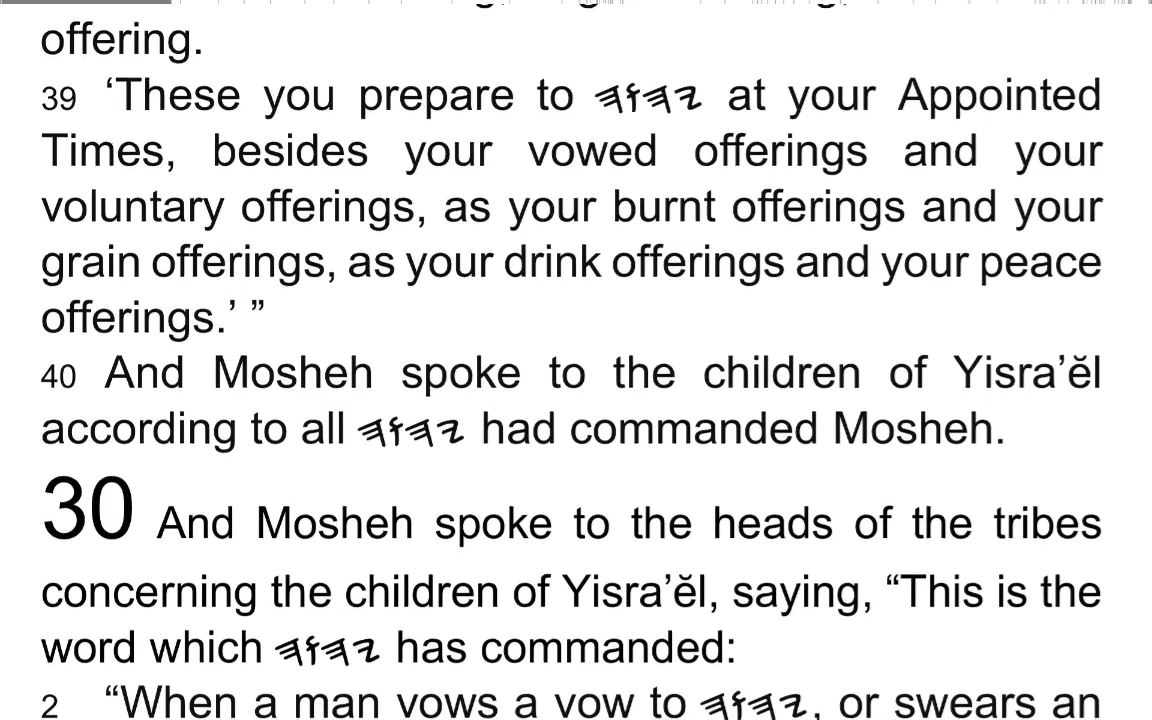 offering.
39 ‘These you prepare to 𐤉𐤄𐤅𐤄 at your Appointed
Times, besides your vowed offerings and your
voluntary offerings, as your burnt offerings and your
grain offerings, as your drink offerings and your peace
offerings.’ ”
40 And Mosheh spoke to the children of Yisra’ĕl
according to all 𐤉𐤄𐤅𐤄 had commanded Mosheh.
30 And Mosheh spoke to the heads of the tribes
concerning the children of Yisra’ĕl, saying, “This is the
word which 𐤉𐤄𐤅𐤄 has commanded:
2 “When a man vows a vow to 𐤉𐤄𐤅𐤄, or swears an